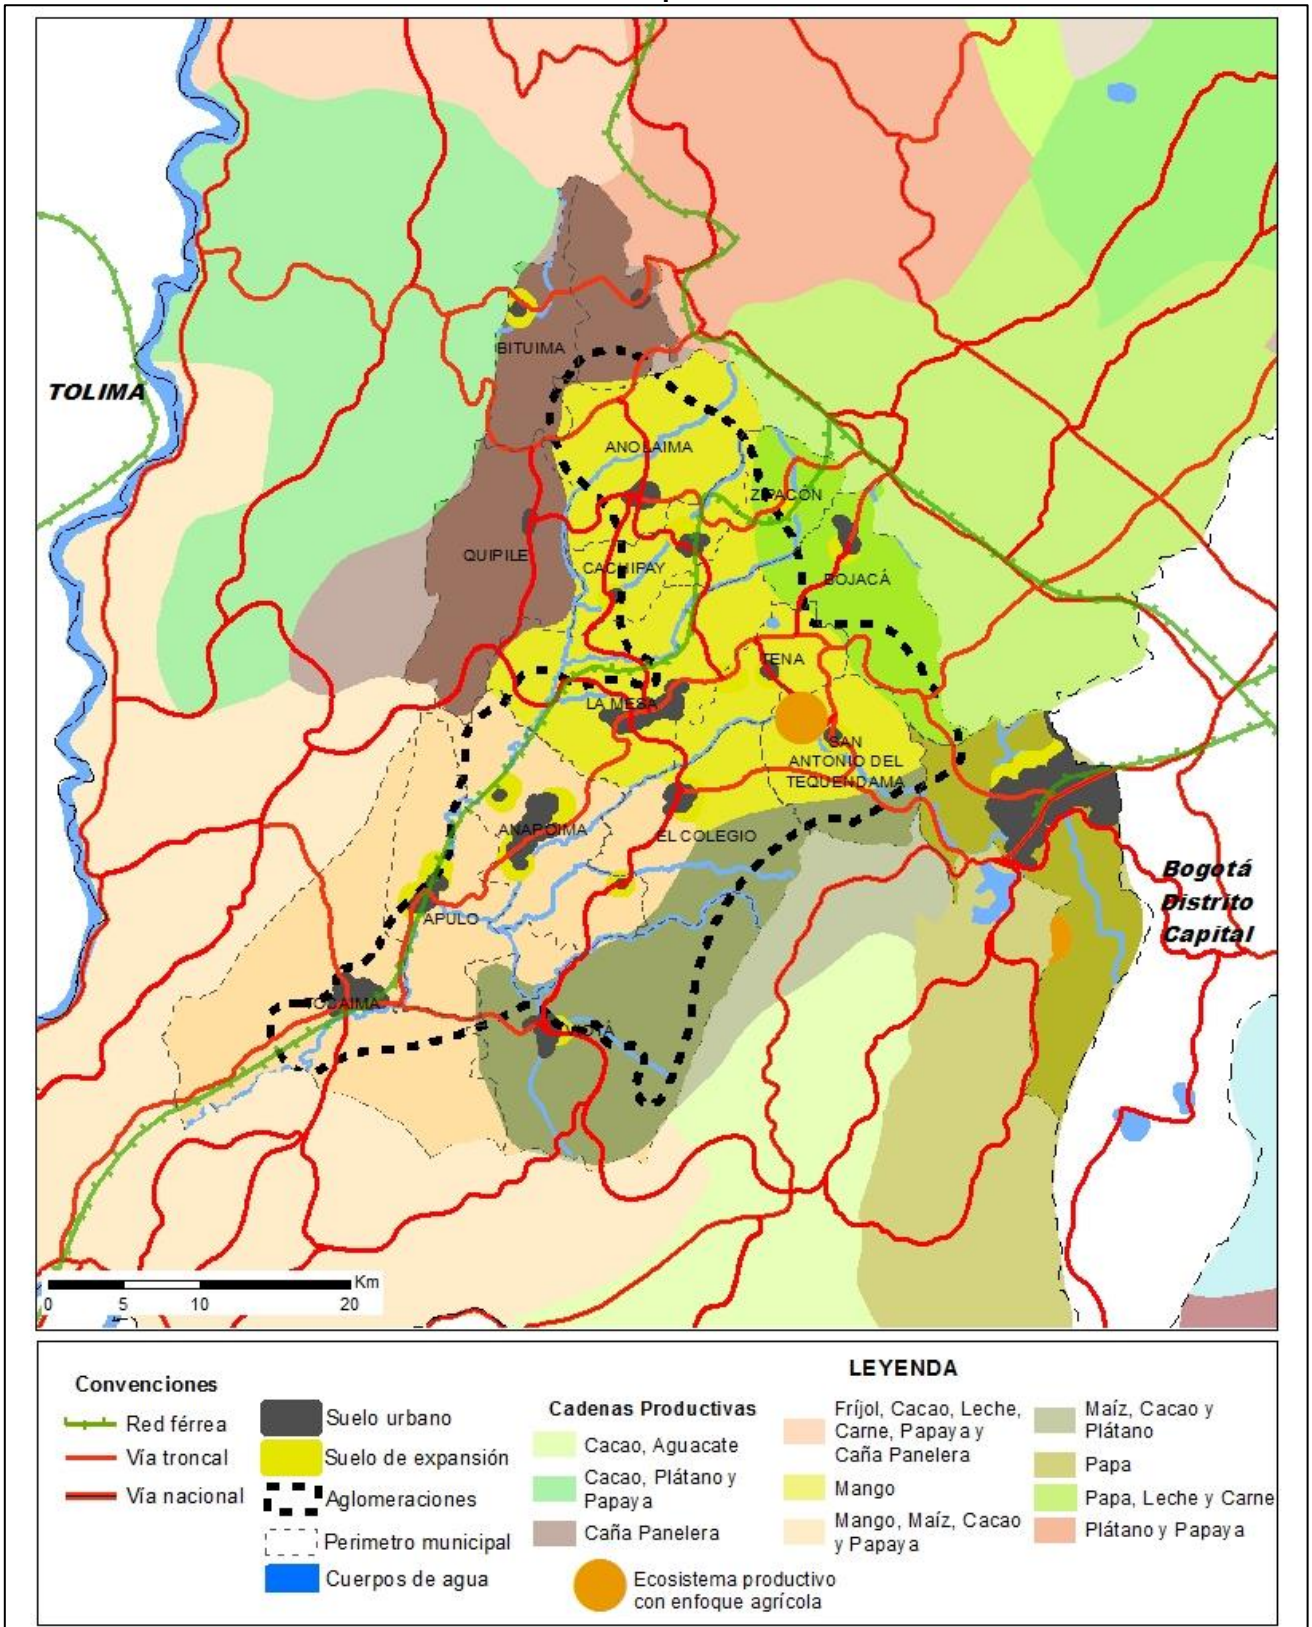 TOLIMA
BITUIMA
ANOLAIMA
ZIPACÓN
QUIPILE
CACHIPAY
BOJACÁ
TENA
LA MESA
SAN
ANTONIO DEL
TEQUENDAMA
ANAPOIMA
EL COLEGIO
APULO
Bogotá
Distrito
Capital
Km
0 5 10 20
LEYENDA
Convenciones
Red férrea
Vía troncal
Vía nacional
Suelo urbano
Suelo de expansión
Aglomeraciones
Perimetro municipal
Cuerpos de agua
Cadenas Productivas
Cacao, Aguacate
Cacao, Plátano y
Papaya
Caña Panelera
Fríjol, Cacao, Leche,
Carne, Papaya y
Caña Panelera
Mango
Mango, Maíz, Cacao
y Papaya
Maíz, Cacao y
Plátano
Papa
Papa, Leche y Carne
Plátano y Papaya
Ecosistema productivo
con enfoque agrícola